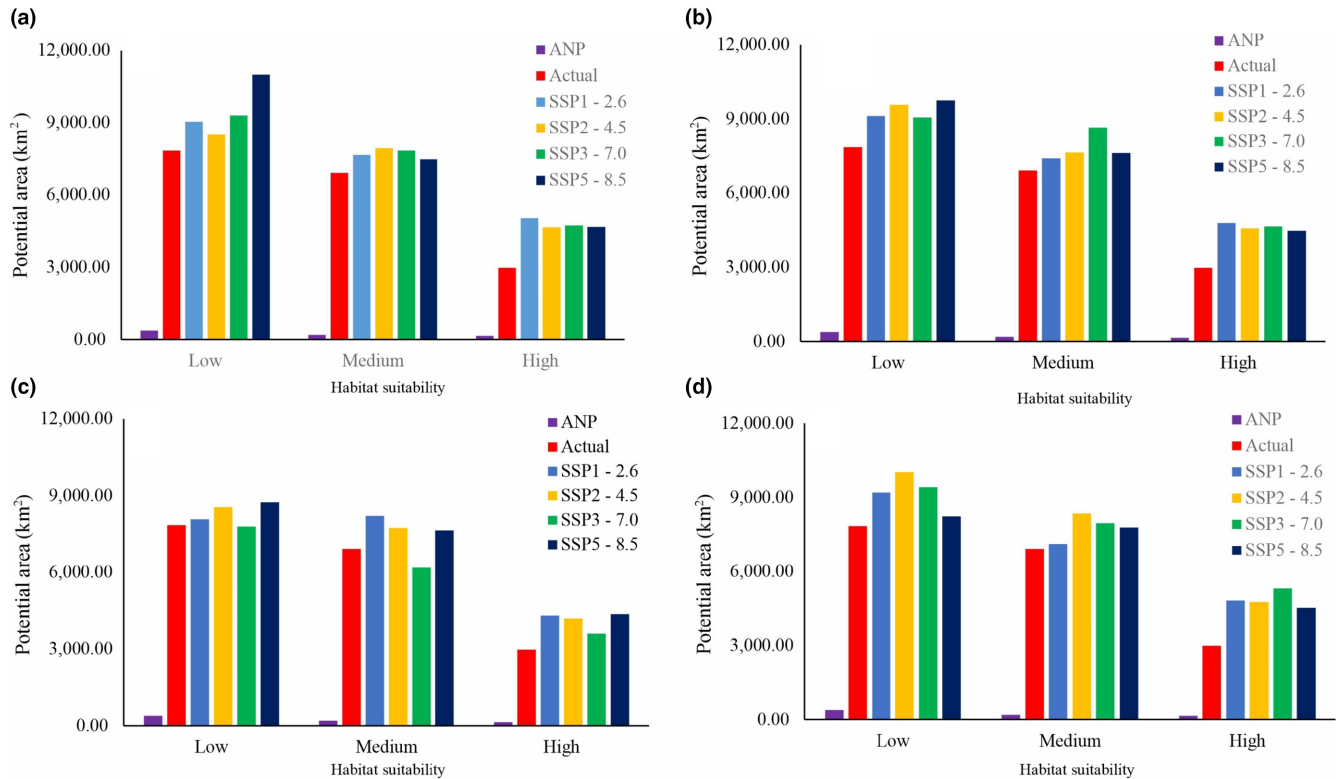 (a)
12,000.00
9,000.00
6,000.00
3,000.00
0.00
Potential area (km²)
ANP
Actual
SSP1 - 2.6
SSP2 - 4.5
SSP3 - 7.0
SSP5 - 8.5
Low Medium High
Habitat suitability
(b)
12,000.00
9,000.00
6,000.00
3,000.00
0.00
Potential area (km²)
ANP
Actual
SSP1 - 2.6
SSP2 - 4.5
SSP3 - 7.0
SSP5 - 8.5
Low Medium High
Habitat suitability
(c)
12,000.00
9,000.00
6,000.00
3,000.00
0.00
Potential area (km²)
ANP
Actual
SSP1 - 2.6
SSP2 - 4.5
SSP3 - 7.0
SSP5 - 8.5
Low Medium High
Habitat suitability
(d)
12,000.00
9,000.00
6,000.00
3,000.00
0.00
Potential area (km²)
ANP
Actual
SSP1 - 2.6
SSP2 - 4.5
SSP3 - 7.0
SSP5 - 8.5
Low Medium High
Habitat suitability